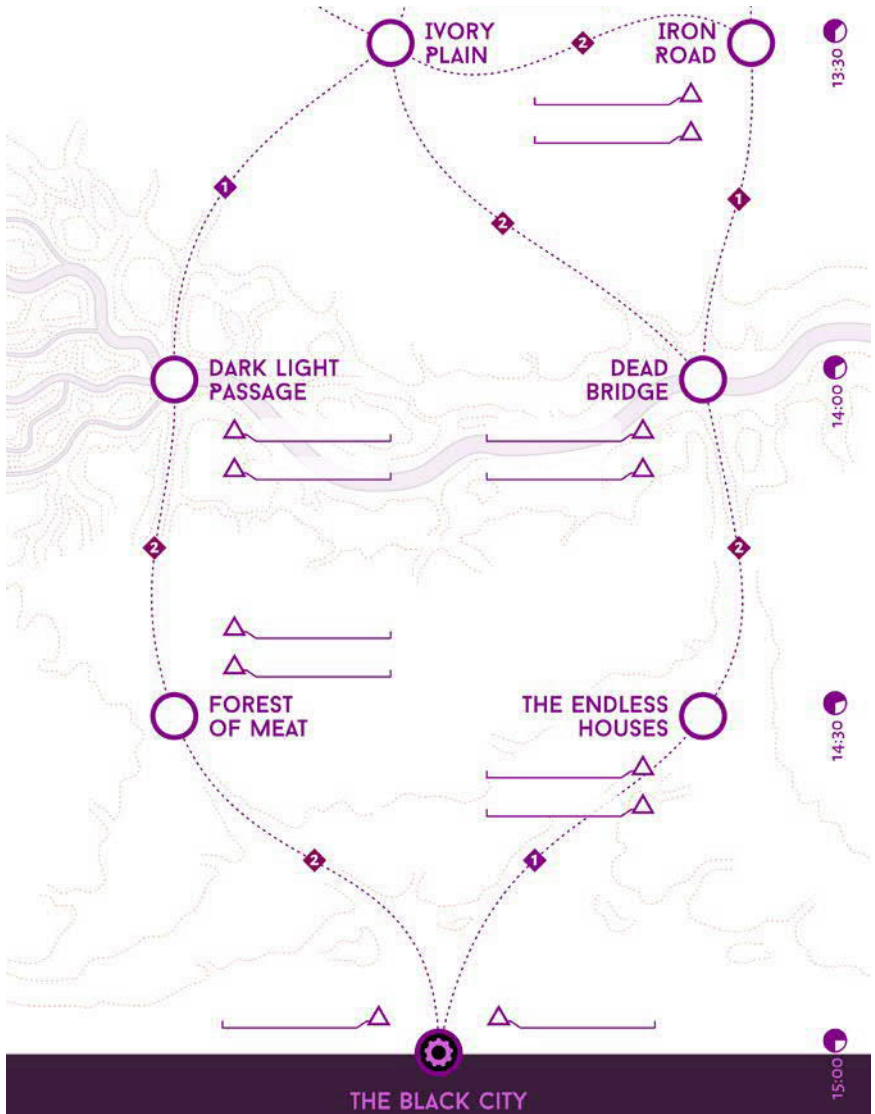 IVORY
PLAIN
IRON
ROAD
2
13:30
1
2
1
DARK LIGHT
PASSAGE
DEAD
BRIDGE
14:00
2
2
FOREST
OF MEAT
THE ENDLESS
HOUSES
14:30
2
1
THE BLACK CITY
15:00